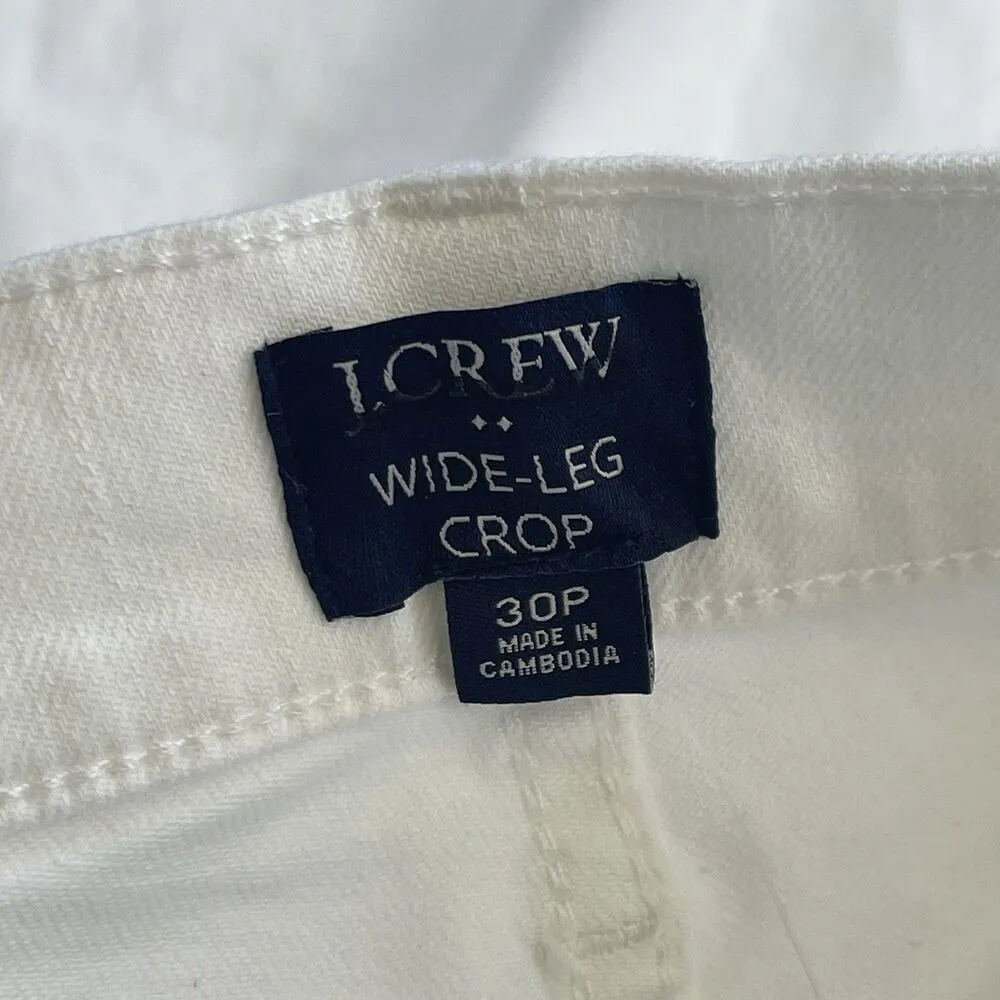 J.CREW
WIDE-LEG
CROP
30P
MADE IN
CAMBODIA